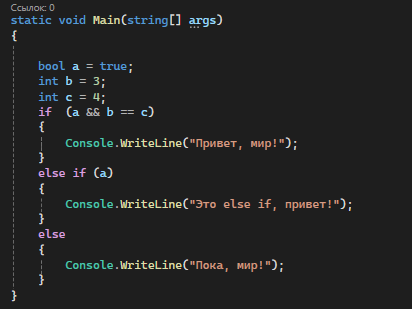 Ссылок: 0
static void Main(string[] args)
{
bool a = true;
int b = 3;
int c = 4;
if  (a && b == c)
{
Console.WriteLine("Привет, мир!");
}
else if (a)
{
Console.WriteLine("Это else if, привет!");
}
else
{
Console.WriteLine("Пока, мир!");
}
}